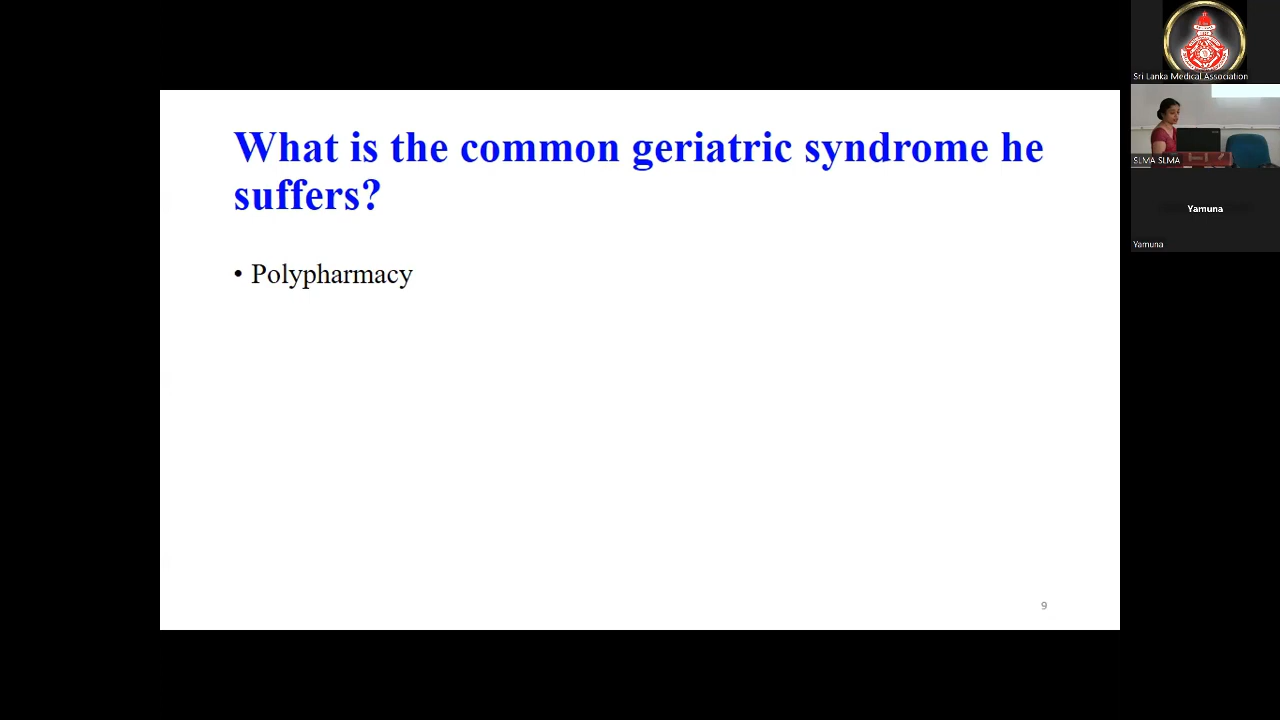 What is the common geriatric syndrome he
suffers?
• Polypharmacy
9
Sri Lanka Medical Association
SLMA SLMA
Yamuna
Yamuna